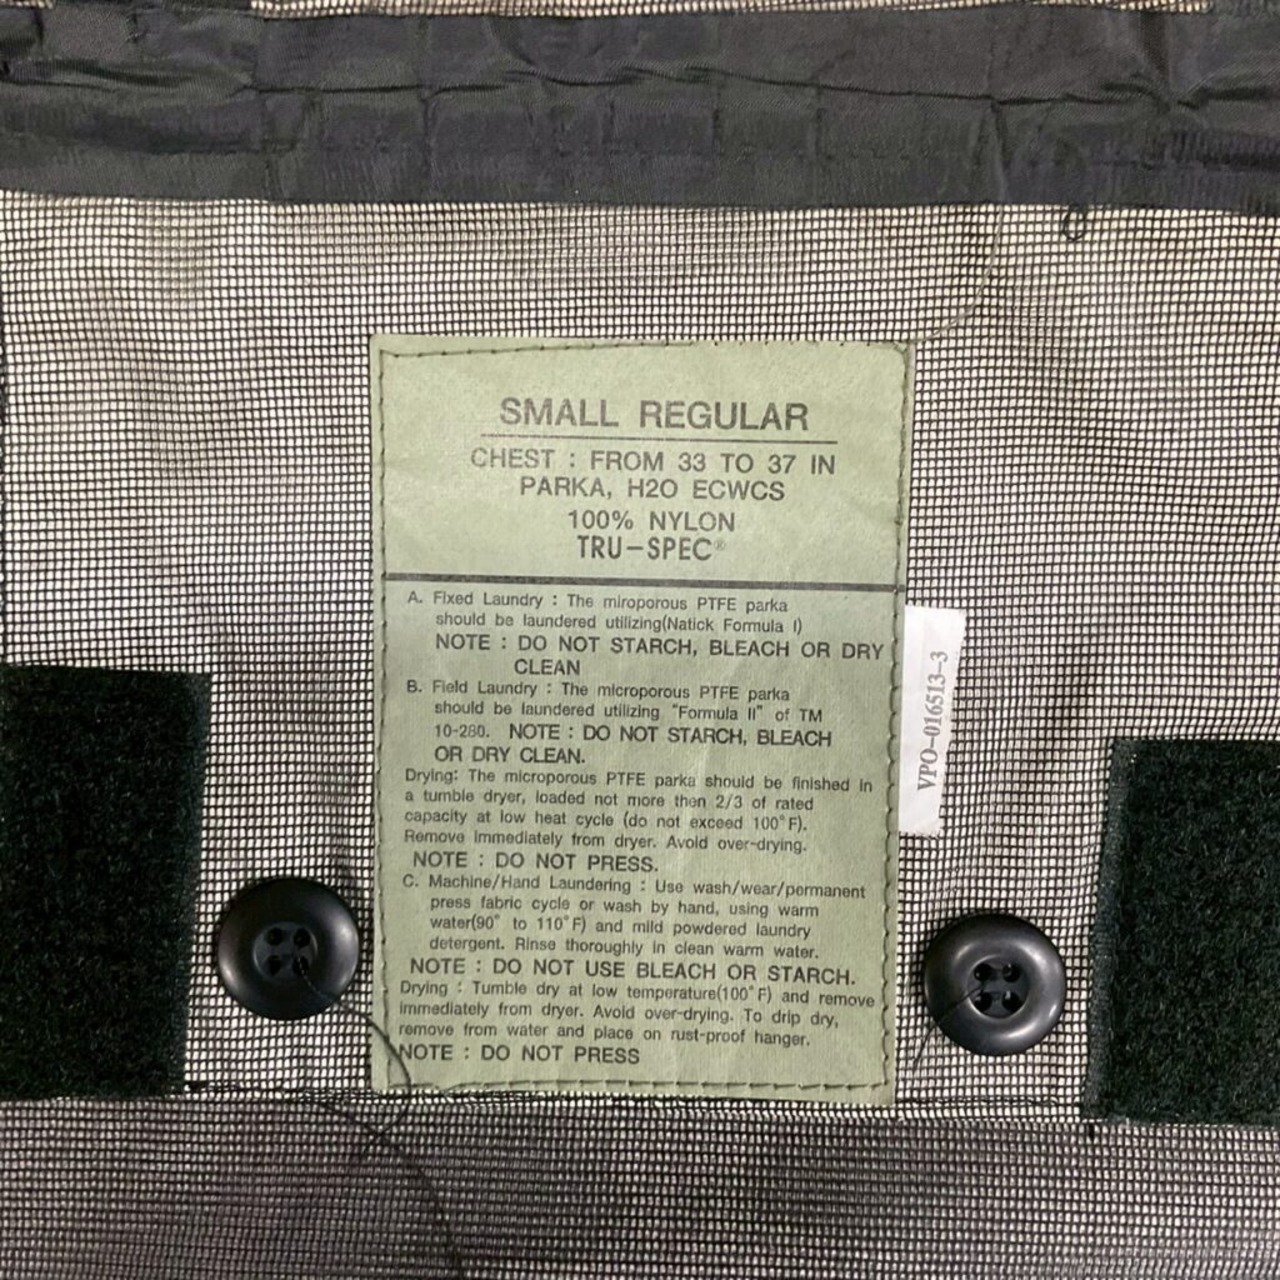 SMALL REGULAR
CHEST : FROM 33 TO 37 IN
PARKA, H2O ECWCS
100% NYLON
TRU-SPEC®
A. Fixed Laundry : The miroporous PTFE parka
should be laundered utilizing(Natick Formula I)
NOTE : DO NOT STARCH, BLEACH OR DRY
CLEAN
B. Field Laundry : The microporous PTFE parka
should be laundered utilizing "Formula II" of TM
10-280. NOTE : DO NOT STARCH, BLEACH
OR DRY CLEAN.
Drying: The microporous PTFE parka should be finished in
a tumble dryer, loaded not more then 2/3 of rated
capacity at low heat cycle (do not exceed 100°F).
Remove immediately from dryer. Avoid over-drying.
NOTE : DO NOT PRESS.
C. Machine/Hand Laundering : Use wash/wear/permanent
press fabric cycle or wash by hand, using warm
water(90° to 110°F) and mild powdered laundry
detergent. Rinse thoroughly in clean warm water.
NOTE : DO NOT USE BLEACH OR STARCH.
Drying : Tumble dry at low temperature(100°F) and remove
immediately from dryer. Avoid over-drying. To drip dry,
remove from water and place on rust-proof hanger.
NOTE : DO NOT PRESS
VPO-016513-3